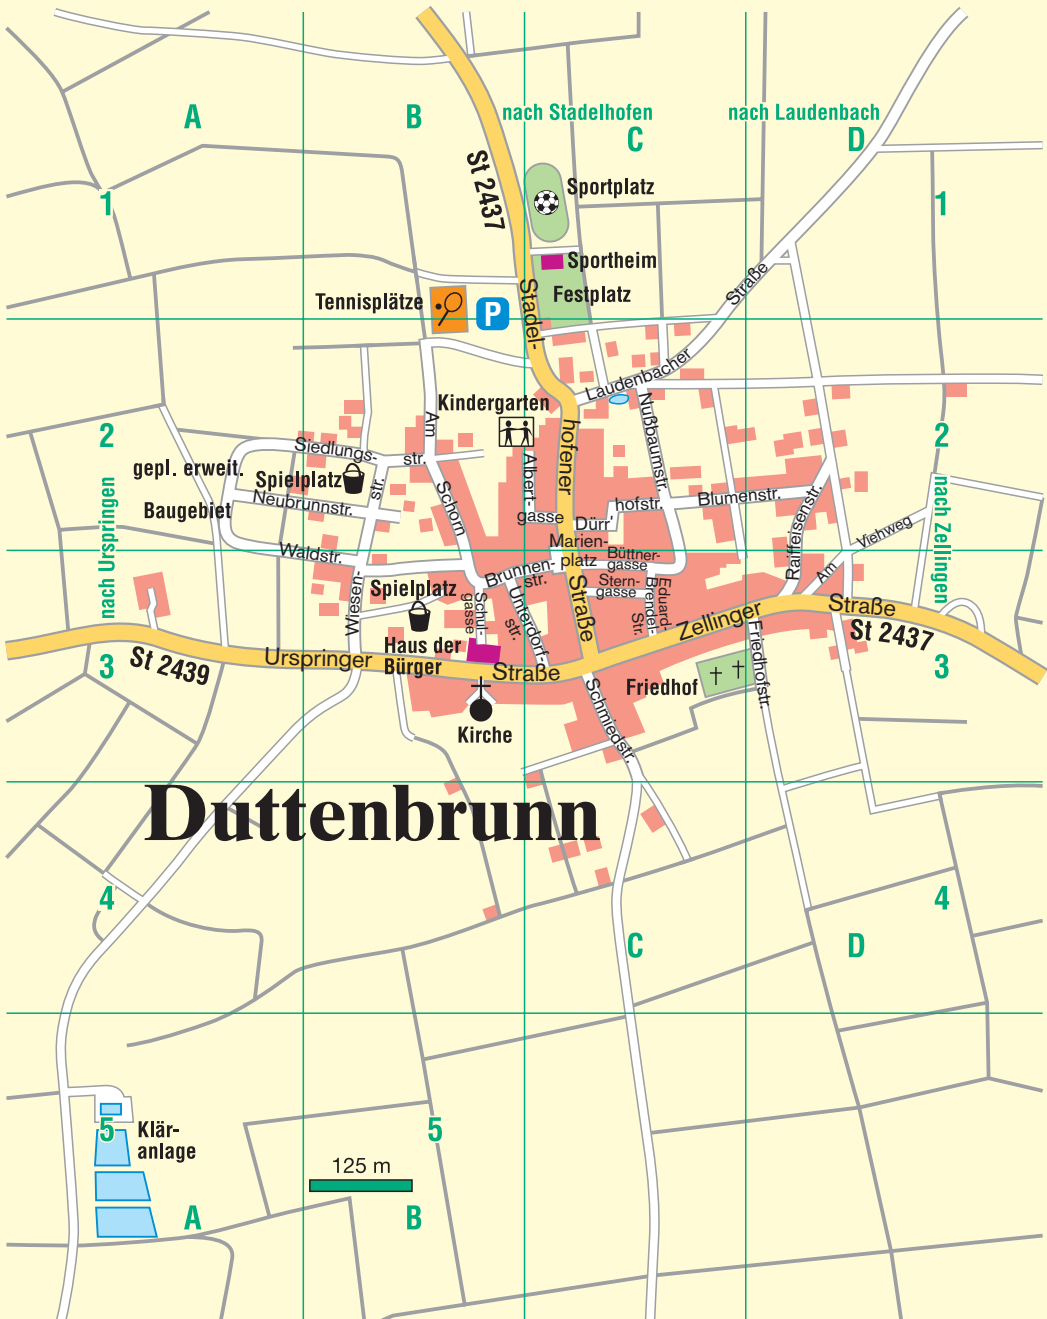 A
B
nach Stadelhofen
C
nach Laudenbach
D
St 2437
Sportplatz
1
1
Sportheim
Straße
Tennisplätze
P
Stadel-
Festplatz
Laudenbacher
Kindergarten
Am
Nußbaumstr.
2
hofener
2
Siedlungs-
str.
gepl. erweit.
Spielplatz
Albert-
gasse
str.
Schorn
Neubrunnstr.
Baugebiet
hofstr.
Dürr
Blumenstr.
Raiffeisenstr.
nach Urspringen
nach Zellingen
Viehweg
Am
Waldstr.
Marien-
platz
Büttner-
gasse
Brunnen-
str.
Stern-
gasse
Eduard-
Brendel-
Str.
Spielplatz
Wiesen-
Schul-
gasse
Unterdorf-
str.
Straße
Zellinger
Straße
St 2437
Friedhofstr.
Haus der
Bürger
Urspringer
Straße
St 2439
3
3
Friedhof
Schmiedstr.
Kirche
Duttenbrunn
4
4
C
D
5
5
Klär-
anlage
125 m
A
B